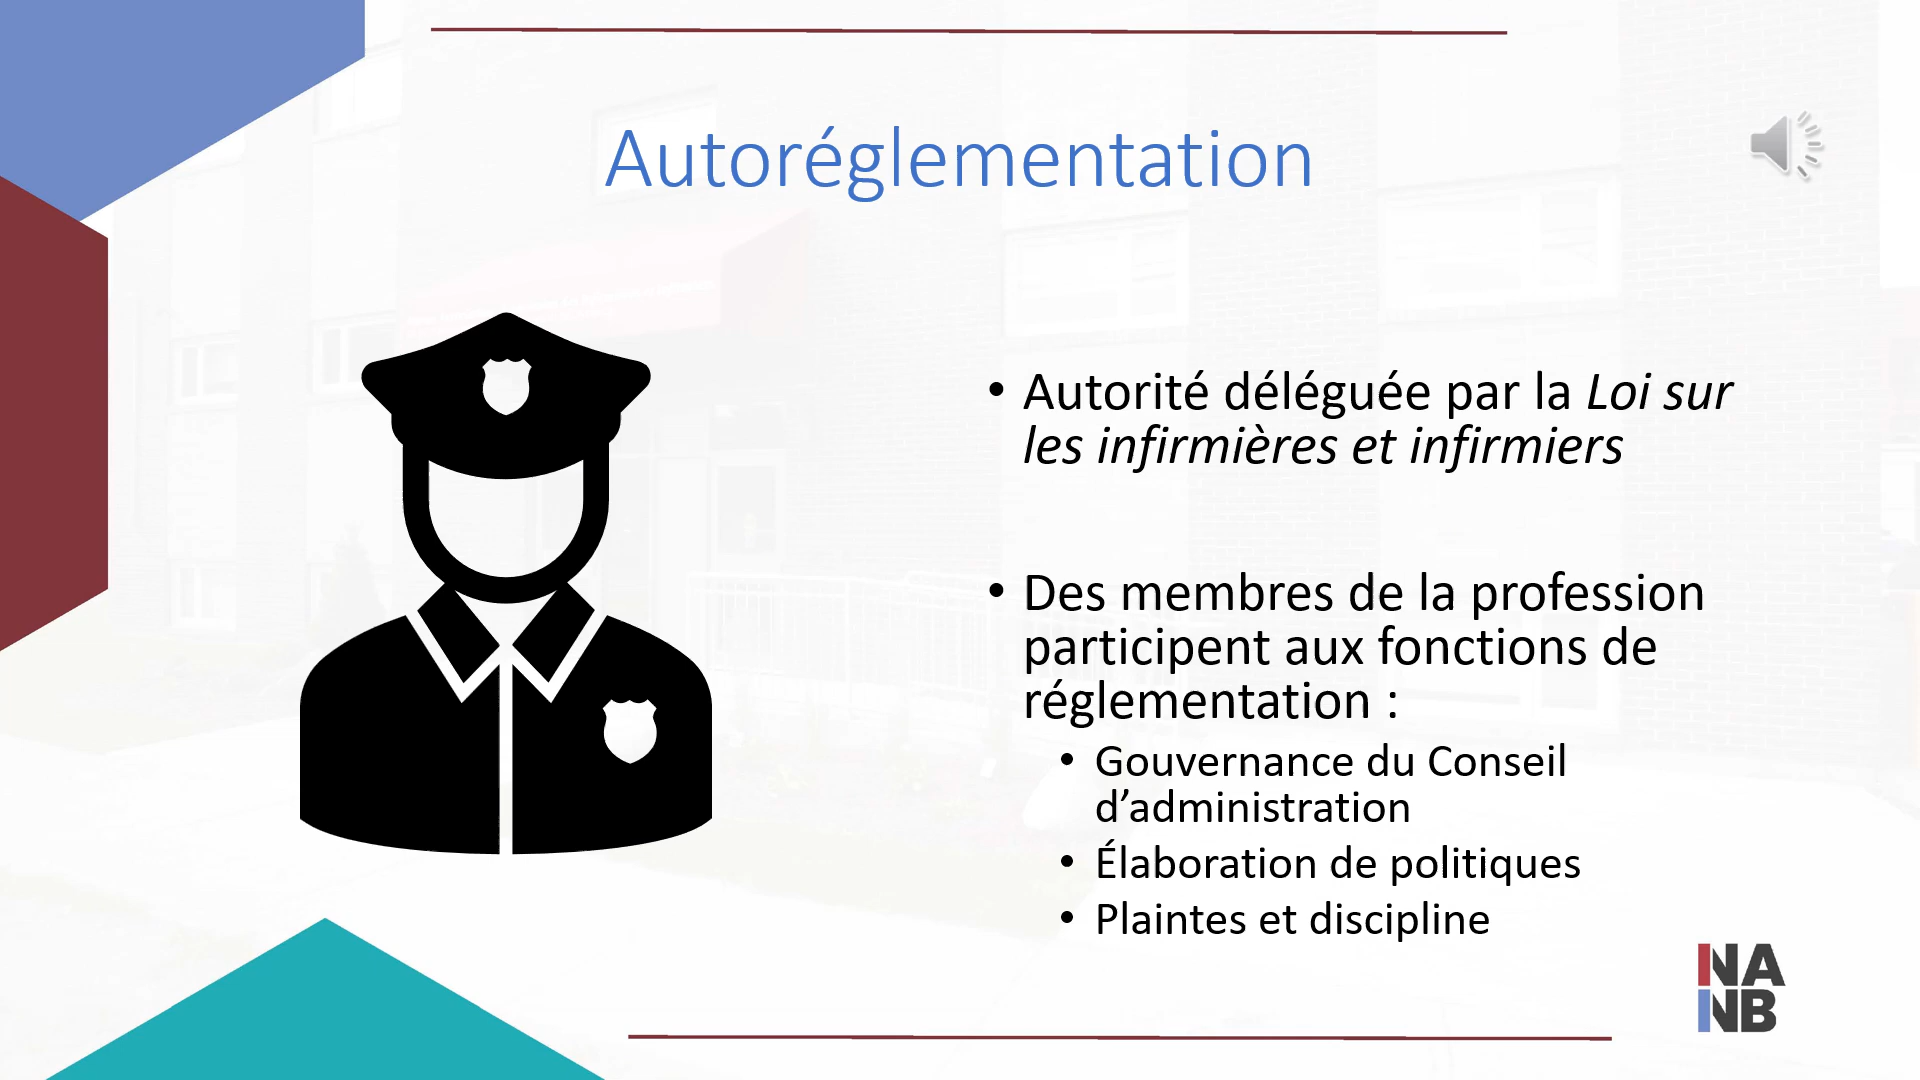 Autoréglementation
• Autorité déléguée par la Loi sur
les infirmières et infirmiers
• Des membres de la profession
participent aux fonctions de
réglementation :
• Gouvernance du Conseil
d’administration
• Élaboration de politiques
• Plaintes et discipline
NA
NB